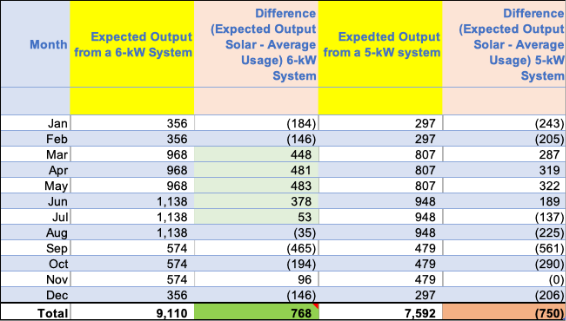 Month Expected Output from a 6-kW System Difference (Expected Output Solar - Average Usage) 6-kW System Expedted Output from a 5-kW system Difference (Expected Output Solar - Average Usage) 5-kW System
Jan 356 (184) 297 (243)
Feb 356 (146) 297 (205)
Mar 968 448 807 287
Apr 968 481 807 319
May 968 483 807 322
Jun 1,138 378 948 189
Jul 1,138 53 948 (137)
Aug 1,138 (35) 948 (225)
Sep 574 (465) 479 (561)
Oct 574 (194) 479 (290)
Nov 574 96 479 (0)
Dec 356 (146) 297 (206)
Total 9,110 768 7,592 (750)